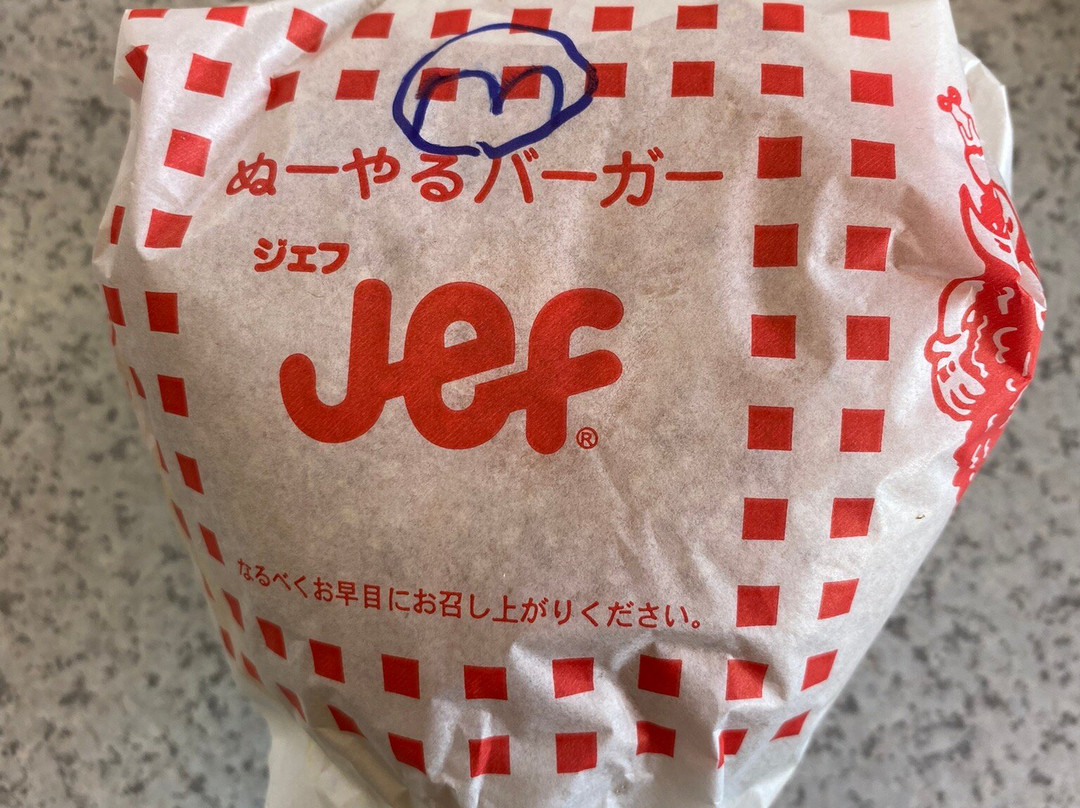 ぬーやるバーガー
ジェフ
Jef®
なるべくお早目にお召し上がりください。